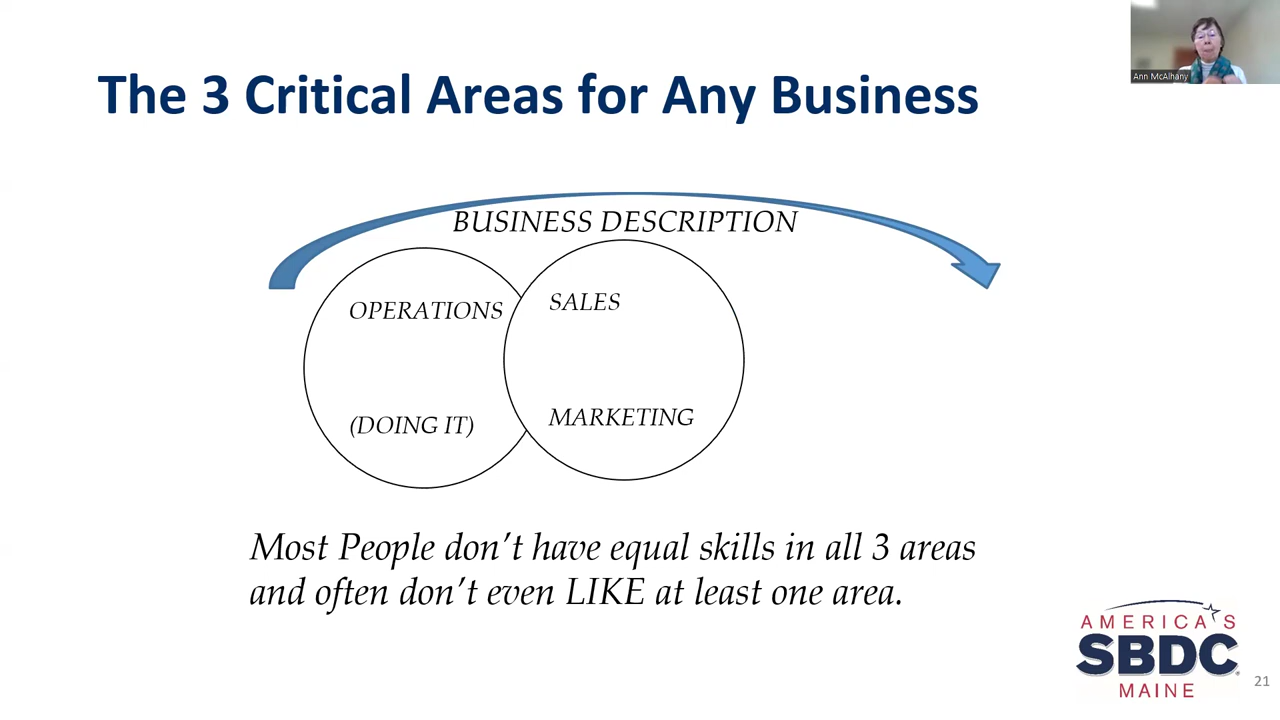 The 3 Critical Areas for Any Business
Ann McAlhany
BUSINESS DESCRIPTION
OPERATIONS
SALES
(DOING IT)
MARKETING
Most People don't have equal skills in all 3 areas
and often don't even LIKE at least one area.
AMERICA'S
SBDC
MAINE
21